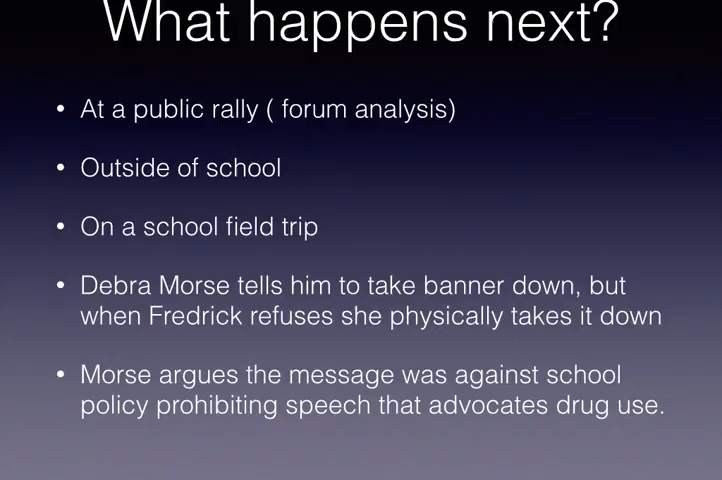 What happens next?
• At a public rally ( forum analysis)
• Outside of school
• On a school field trip
• Debra Morse tells him to take banner down, but
when Fredrick refuses she physically takes it down
• Morse argues the message was against school
policy prohibiting speech that advocates drug use.